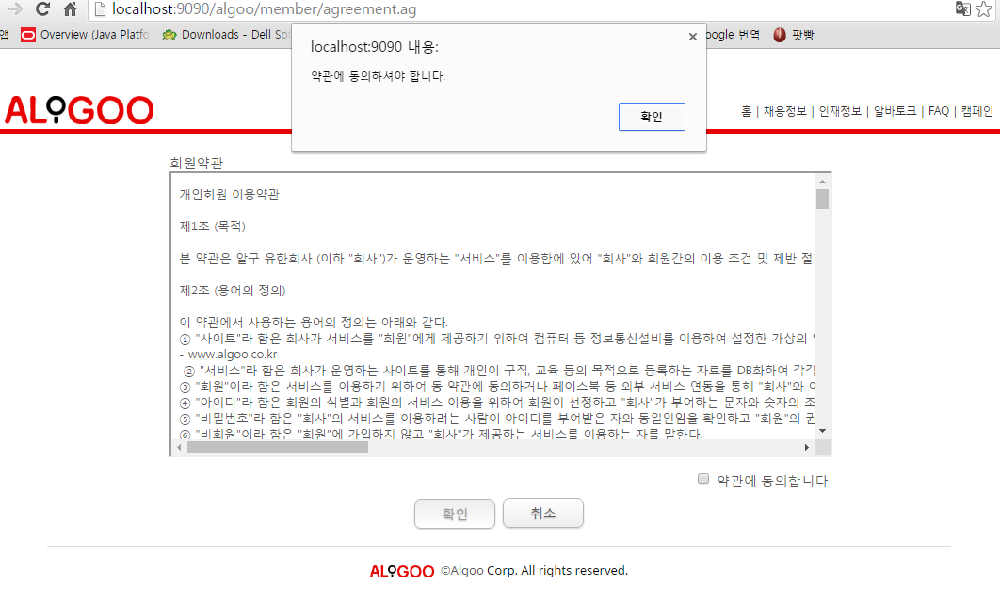 localhost:9090/algoo/member/agreement.ag
앱 Overview (Java Platfo Downloads - Dell So oogle 번역 팟빵
localhost:9090 내용:
약관에 동의하셔야 합니다.
확인
ALGOO
홈 | 채용정보 | 인재정보 | 알바토크 | FAQ | 캠페인
회원약관
개인회원 이용약관
제1조 (목적)
본 약관은 알구 유한회사 (이하 "회사")가 운영하는 "서비스"를 이용함에 있어 "회사"와 회원간의 이용 조건 및 제반 절
제2조 (용어의 정의)
이 약관에서 사용하는 용어의 정의는 아래와 같다.
① "사이트"라 함은 회사가 서비스를 "회원"에게 제공하기 위하여 컴퓨터 등 정보통신설비를 이용하여 설정한 가상의
- www.algoo.co.kr
② "서비스"라 함은 회사가 운영하는 사이트를 통해 개인이 구직, 교육 등의 목적으로 등록하는 자료를 DB화하여 각각
③ "회원"이라 함은 서비스를 이용하기 위하여 동 약관에 동의하거나 페이스북 등 외부 서비스 연동을 통해 "회사"와 이
④ "아이디"라 함은 회원의 식별과 회원의 서비스 이용을 위하여 회원이 선정하고 "회사"가 부여하는 문자와 숫자의 조
⑤ "비밀번호"라 함은 "회사"의 서비스를 이용하려는 사람이 아이디를 부여받은 자와 동일인임을 확인하고 "회원"의 권
⑥ "비회원"이라 함은 "회원"에 가입하지 않고 "회사"가 제공하는 서비스를 이용하는 자를 말한다.
약관에 동의합니다
확인 취소
ALGOO ©Algoo Corp. All rights reserved.